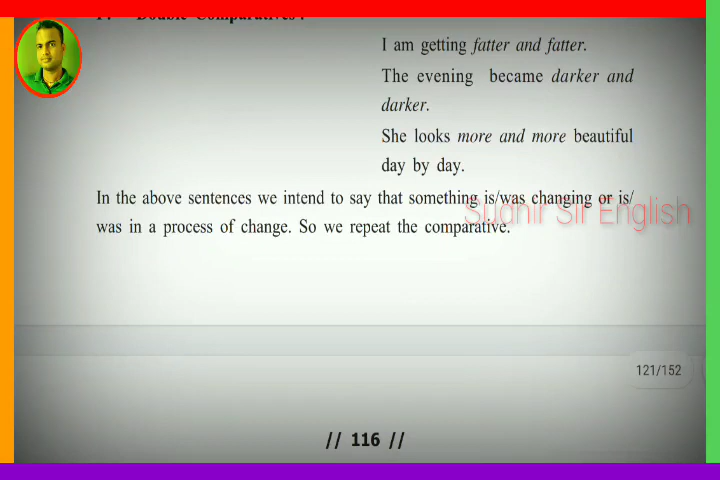 Double Comparatives :
I am getting fatter and fatter.
The evening became darker and
darker.
She looks more and more beautiful
day by day.
In the above sentences we intend to say that something is/was changing or is/
was in a process of change. So we repeat the comparative.
Sudhir Sir English
121/152
// 116 //